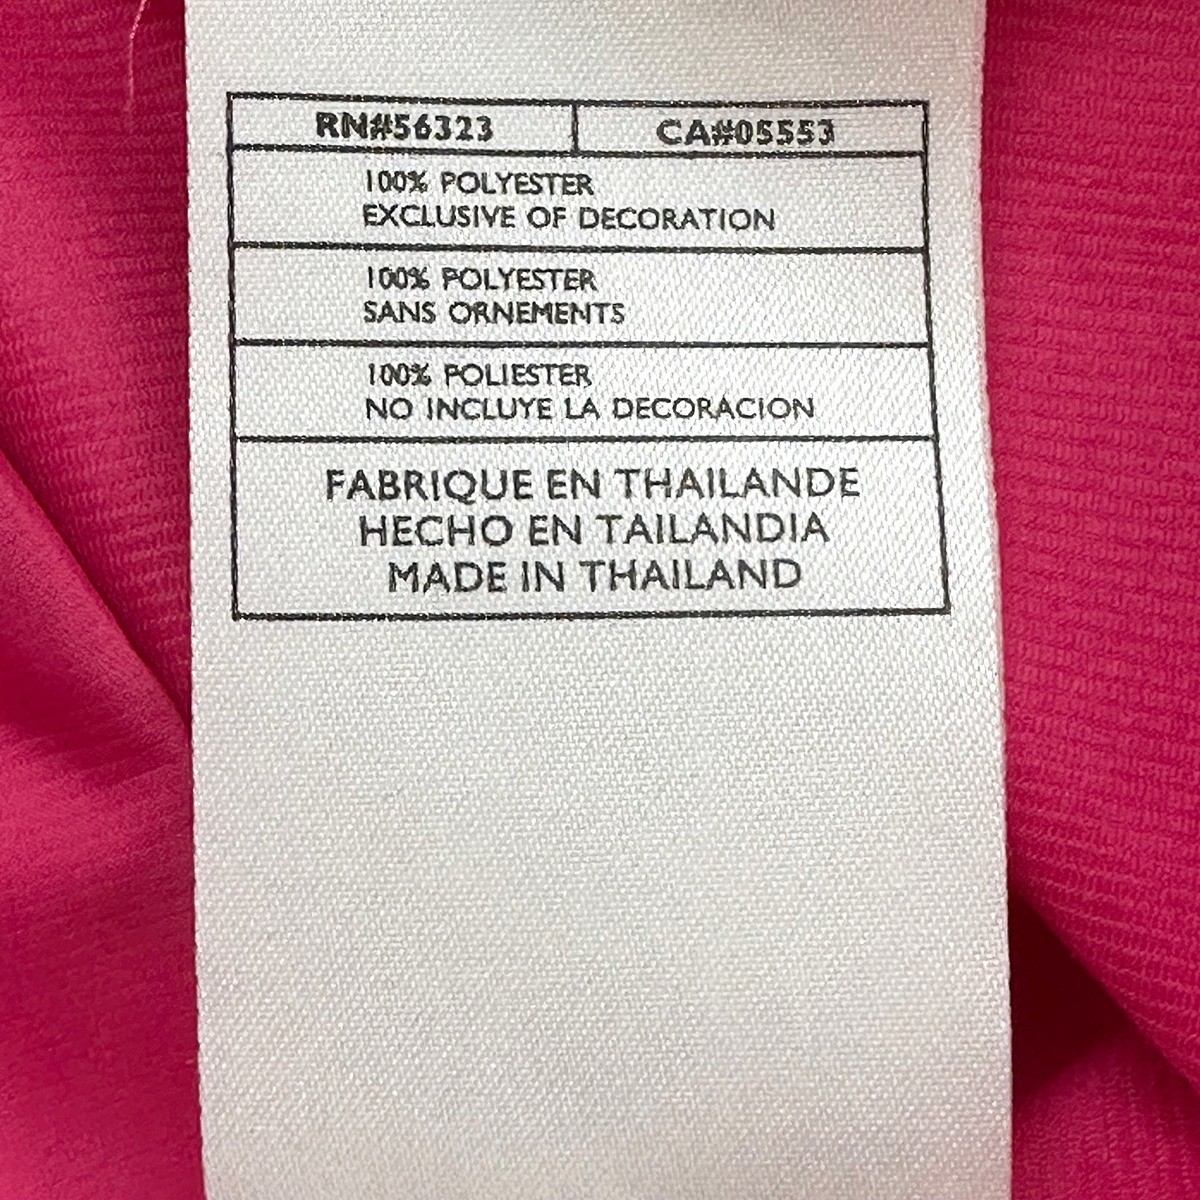 RN#56323 CA#05553
100% POLYESTER
EXCLUSIVE OF DECORATION
100% POLYESTER
SANS ORNEMENTS
100% POLIESTER
NO INCLUYE LA DECORACION
FABRIQUE EN THAILANDE
HECHO EN TAILANDIA
MADE IN THAILAND